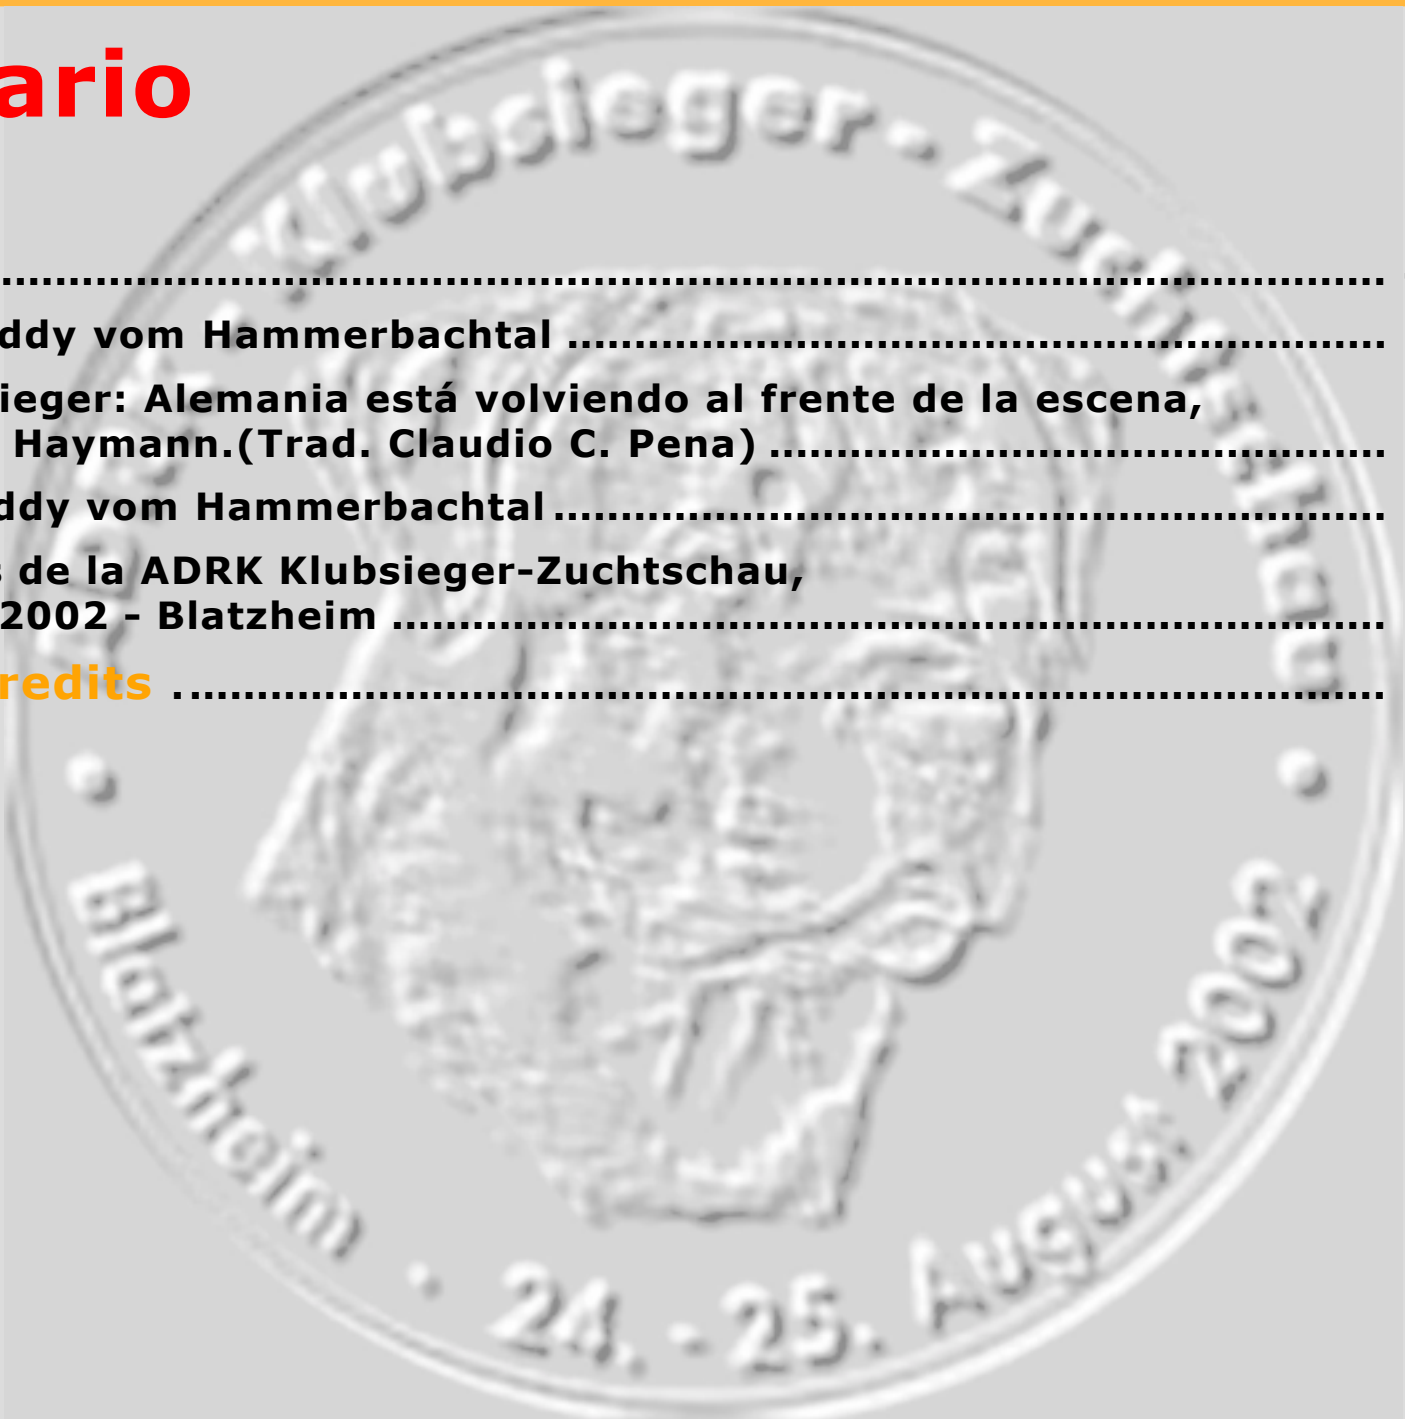 ario
................................................................
ddy vom Hammerbachtal ................................................................
ieger: Alemania está volviendo al frente de la escena,
Haymann.(Trad. Claudio C. Pena) ................................................................
ddy vom Hammerbachtal ................................................................
s de la ADRK Klubsieger-Zuchtschau,
2002 - Blatzheim ................................................................
redits ................................................................
ADRK - Klubsieger - Zuchtschau
• Blatzheim • 24. - 25. August 2002 •